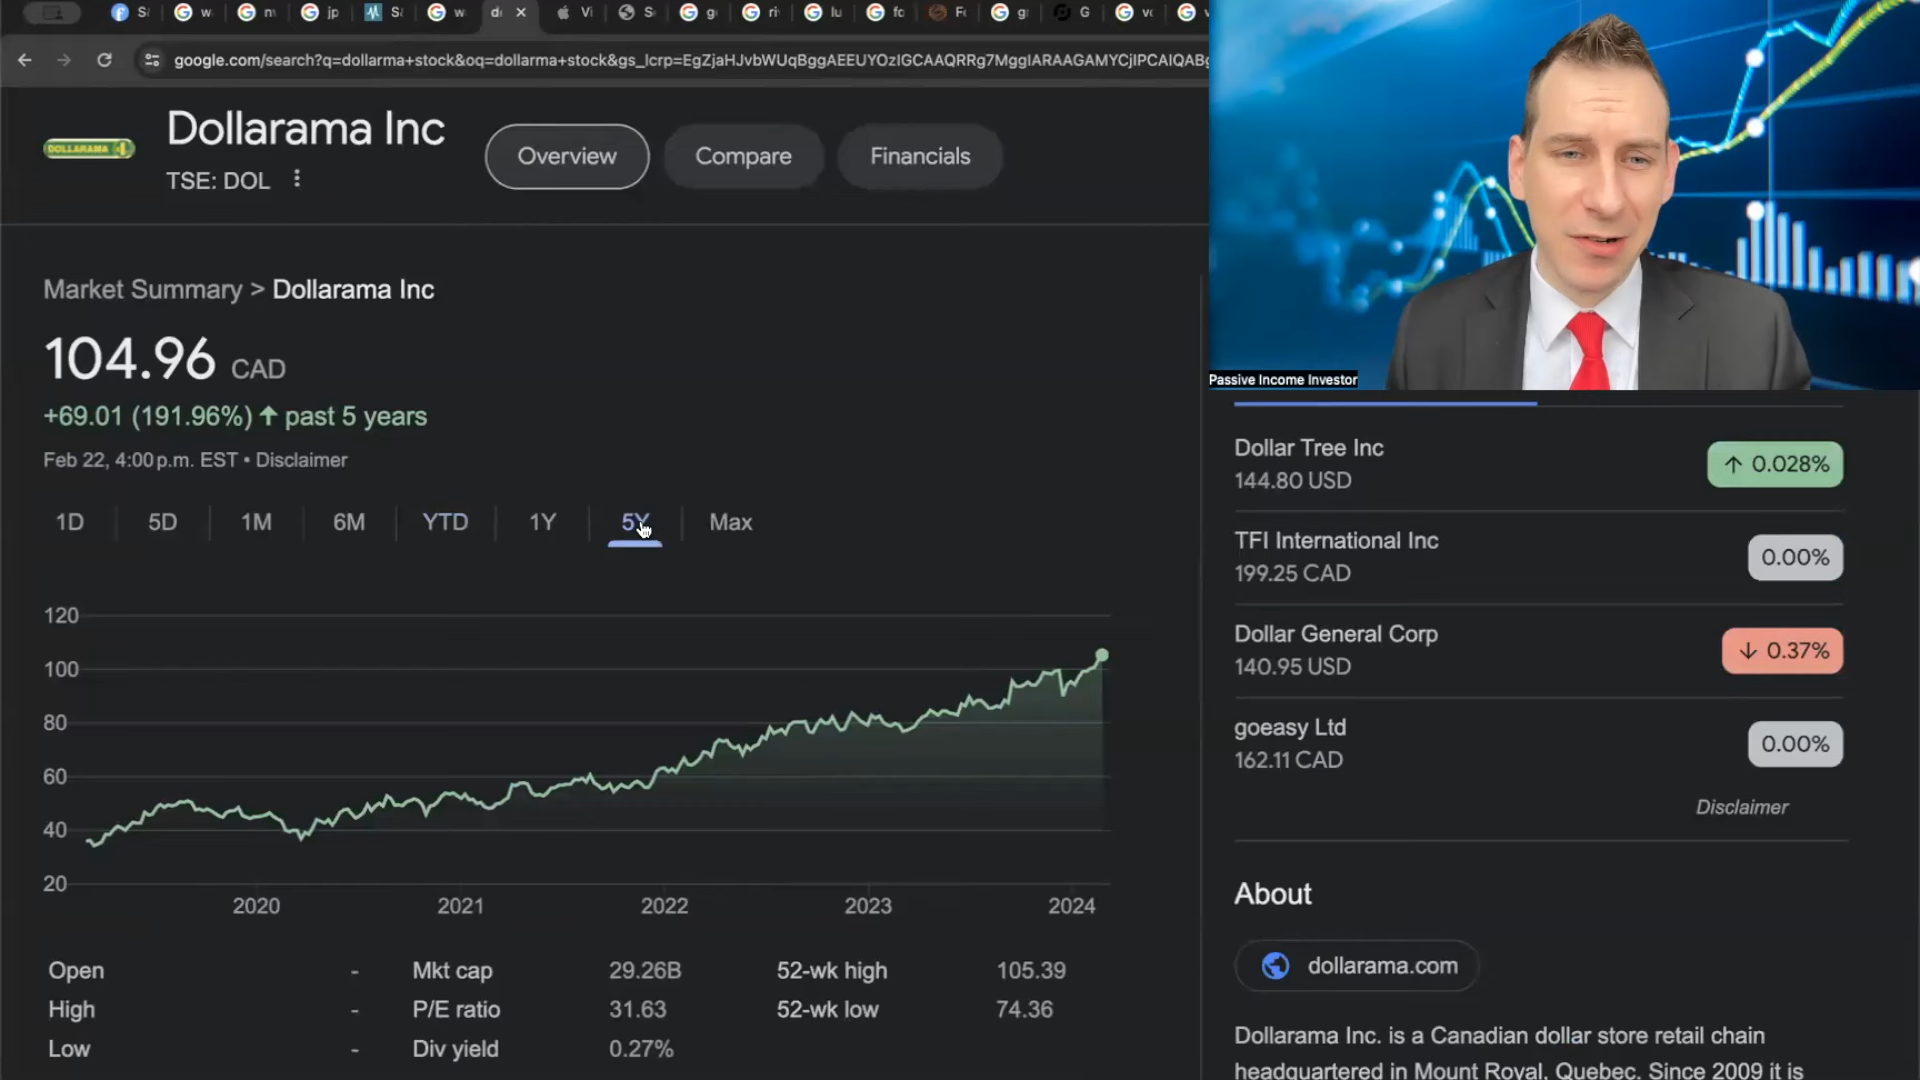 google.com/search?q=dollarma+stock&oq=dollarma+stock&gs_lcrp=EgZjaHJvbWUqBggAEEUYOzIGCAAQRRg7MggIARAAGAMYCjIPCAIQABg
DOLLARAMA
Dollarama Inc
TSE: DOL
Overview
Compare
Financials
Passive Income Investor
Market Summary > Dollarama Inc
104.96 CAD
+69.01 (191.96%) ↑ past 5 years
Feb 22, 4:00 p.m. EST • Disclaimer
1D 5D 1M 6M YTD 1Y 5Y Max
120
100
80
60
40
20
2020 2021 2022 2023 2024
Open - Mkt cap 29.26B 52-wk high 105.39
High - P/E ratio 31.63 52-wk low 74.36
Low - Div yield 0.27%
Dollar Tree Inc
144.80 USD
↑ 0.028%
TFI International Inc
199.25 CAD
0.00%
Dollar General Corp
140.95 USD
↓ 0.37%
goeasy Ltd
162.11 CAD
0.00%
Disclaimer
About
dollarama.com
Dollarama Inc. is a Canadian dollar store retail chain
headquartered in Mount Royal, Quebec. Since 2009 it is